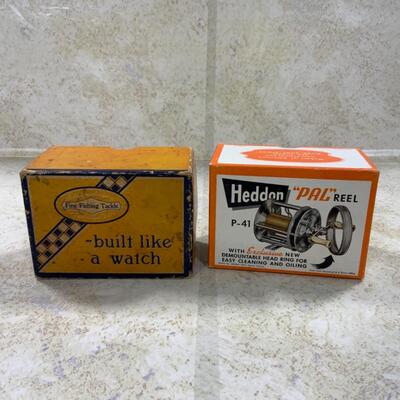 Fine Fishing Tackle
-built like
a watch
Heddon "PAL" REEL
P-41
WITH Exclusive NEW
DEMOUNTABLE HEAD RING FOR
EASY CLEANING AND OILING